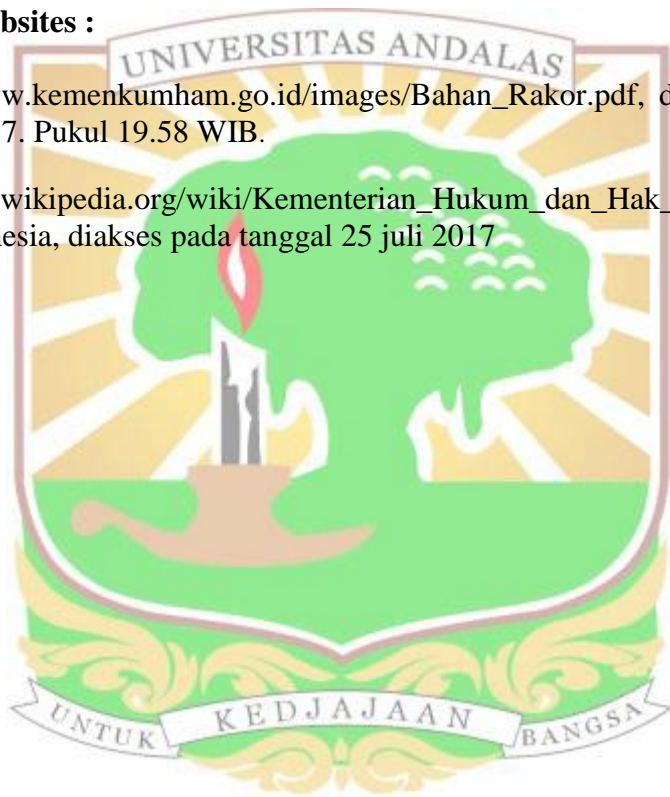 bsites :
UNIVERSITAS ANDALAS
w.kemenkumham.go.id/images/Bahan_Rakor.pdf, d
7. Pukul 19.58 WIB.
wikipedia.org/wiki/Kementerian_Hukum_dan_Hak_
nesia, diakses pada tanggal 25 juli 2017
UNTUK KEDJAJAAN BANGSA